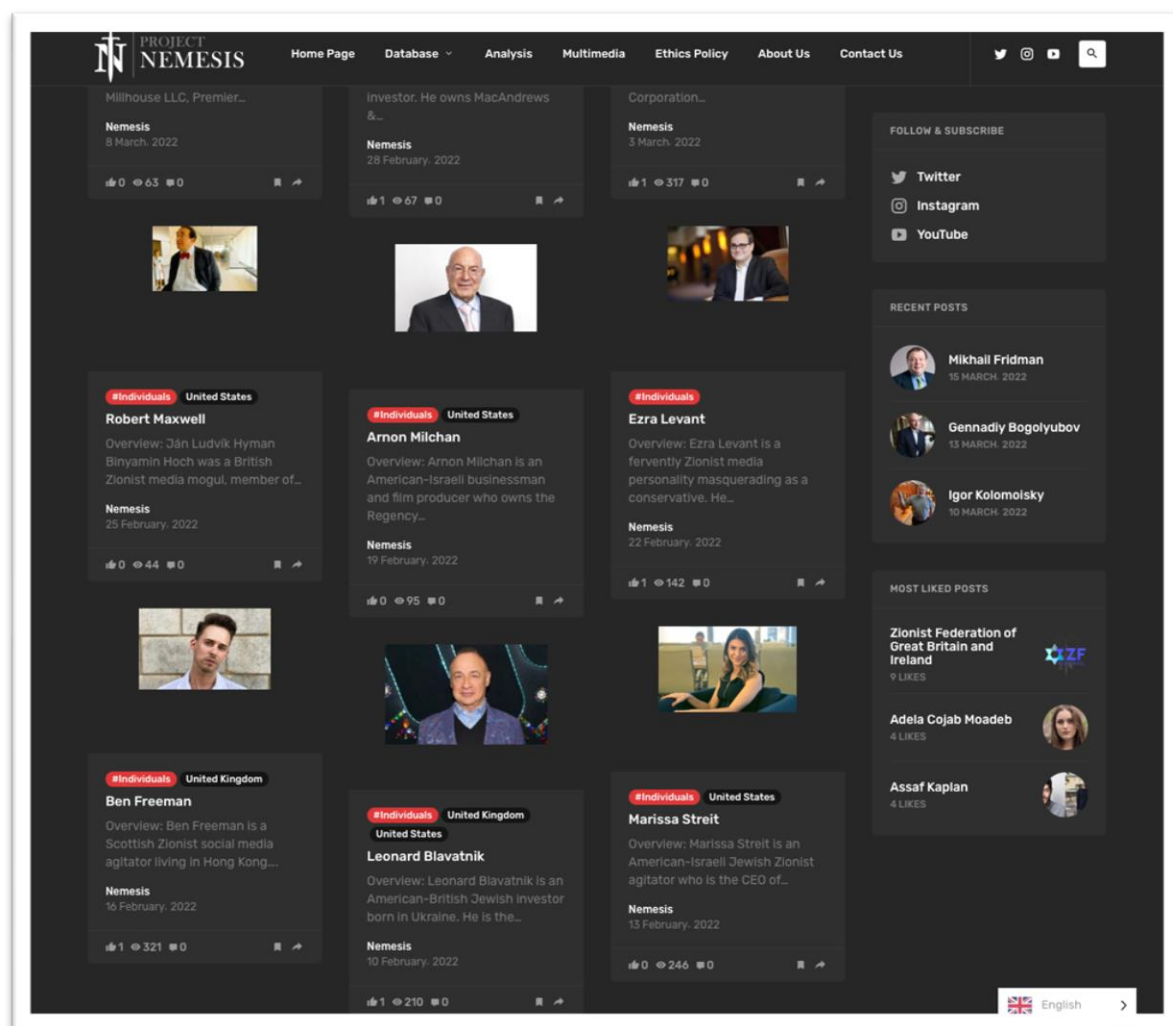 PROJECT
NEMESIS
Home Page
Database
Analysis
Multimedia
Ethics Policy
About Us
Contact Us
Millhouse LLC, Premier…
Nemesis
8 March، 2022
0 63 0
investor. He owns MacAndrews
&…
Nemesis
28 February، 2022
1 67 0
Corporation…
Nemesis
3 March، 2022
1 317 0
#Individuals United States
Robert Maxwell
Overview: Ján Ludvík Hyman
Binyamin Hoch was a British
Zionist media mogul, member of…
Nemesis
25 February، 2022
0 44 0
#Individuals United States
Arnon Milchan
Overview: Arnon Milchan is an
American-Israeli businessman
and film producer who owns the
Regency…
Nemesis
19 February، 2022
0 95 0
#Individuals
Ezra Levant
Overview: Ezra Levant is a
fervently Zionist media
personality masquerading as a
conservative. He…
Nemesis
22 February، 2022
1 142 0
#Individuals United Kingdom
Ben Freeman
Overview: Ben Freeman is a
Scottish Zionist social media
agitator living in Hong Kong.…
Nemesis
16 February، 2022
1 321 0
#Individuals United Kingdom
United States
Leonard Blavatnik
Overview: Leonard Blavatnik is an
American-British Jewish investor
born in Ukraine. He is the…
Nemesis
10 February، 2022
1 210 0
#Individuals United States
Marissa Streit
Overview: Marissa Streit is an
American-Israeli Jewish Zionist
agitator who is the CEO of…
Nemesis
13 February، 2022
0 246 0
FOLLOW & SUBSCRIBE
Twitter
Instagram
YouTube
RECENT POSTS
Mikhail Fridman
15 MARCH، 2022
Gennadiy Bogolyubov
13 MARCH، 2022
Igor Kolomoisky
10 MARCH، 2022
MOST LIKED POSTS
Zionist Federation of
Great Britain and
Ireland
9 LIKES
ZF
Adela Cojab Moadeb
4 LIKES
Assaf Kaplan
4 LIKES
English